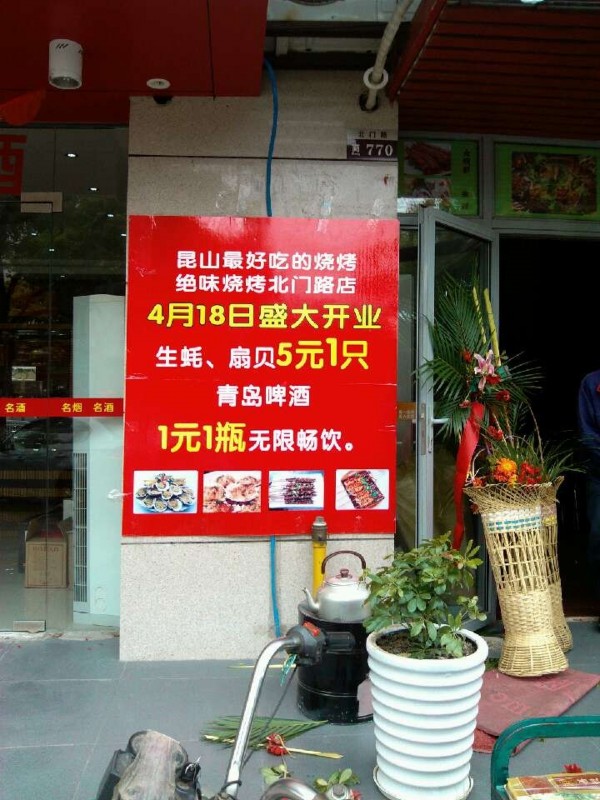 酒
北门路
770
昆山最好吃的烧烤
绝味烧烤北门路店
4月18日盛大开业
生蚝、扇贝5元1只
青岛啤酒
1元1瓶无限畅饮。
名酒 名烟 名酒